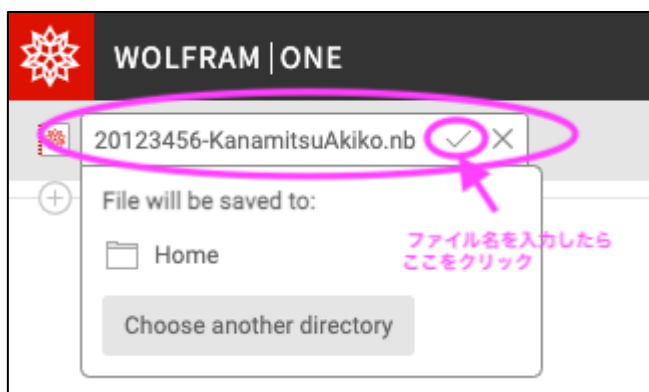 WOLFRAM | ONE
20123456-KanamitsuAkiko.nb
File will be saved to:
Home
ファイル名を入力したら
ここをクリック
Choose another directory